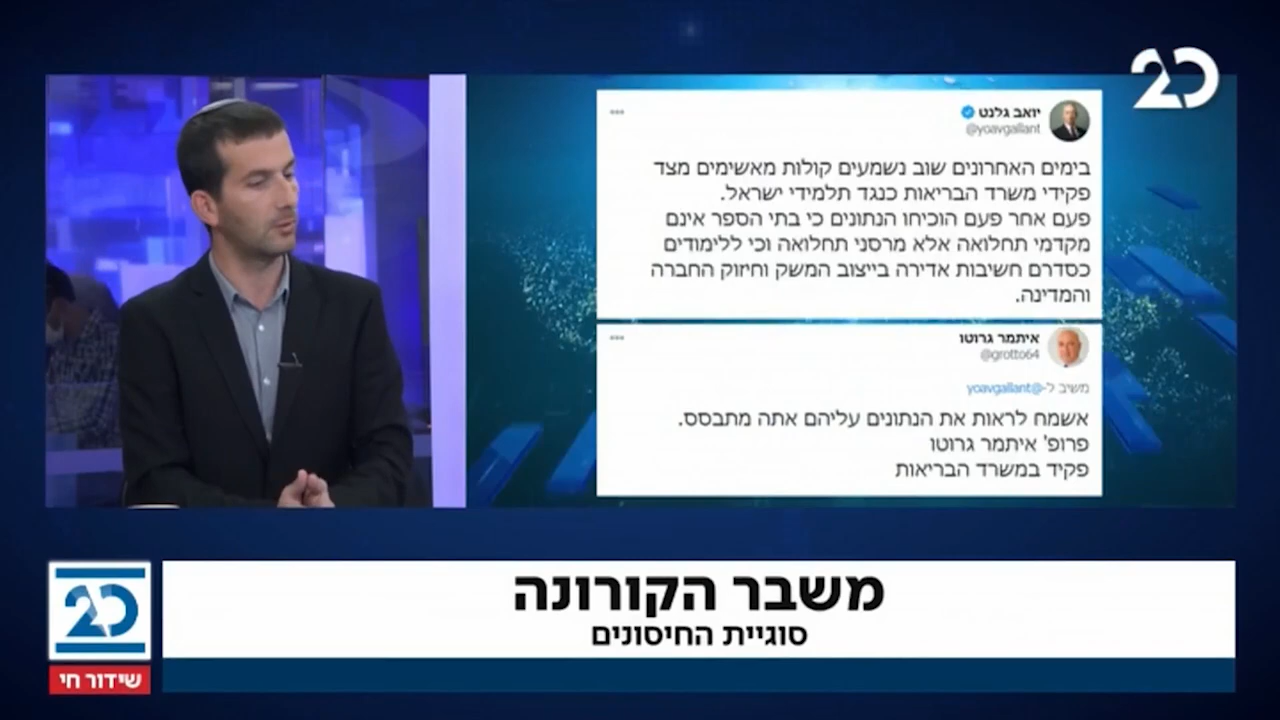 20
יואב גלנט
@yoavgallant
בימים האחרונים שוב נשמעים קולות מאשימים מצד
פקידי משרד הבריאות כנגד תלמידי ישראל.
פעם אחר פעם הוכיחו הנתונים כי בתי הספר אינם
מקדמי תחלואה אלא מרסני תחלואה וכי ללימודים
כסדרם חשיבות אדירה בייצוב המשק וחיזוק החברה
והמדינה.
איתמר גרוטו
@grotto64
משיב ל-@yoavgallant
אשמח לראות את הנתונים עליהם אתה מתבסס.
פרופ' איתמר גרוטו
פקיד במשרד הבריאות
משבר הקורונה
סוגיית החיסונים
20
שידור חי